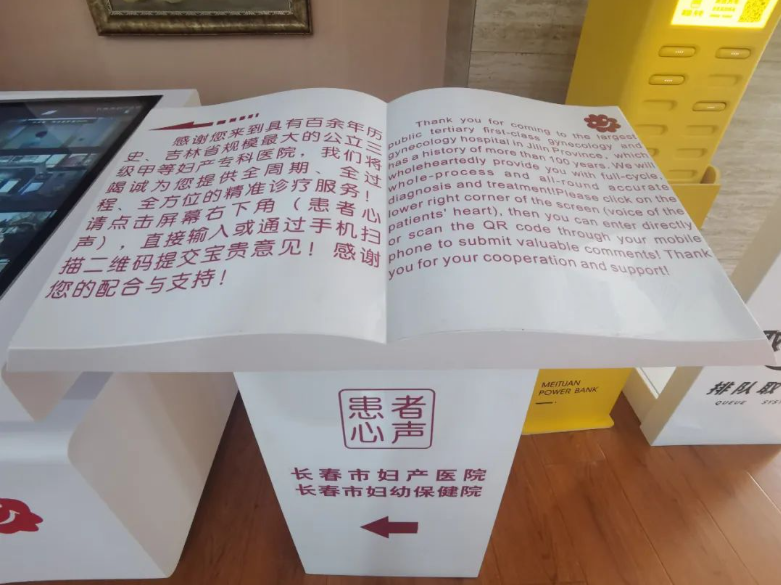 感谢您来到具有百余年历
史、吉林省规模最大的公立三
级甲等妇产专科医院，我们将
竭诚为您提供全周期、全过
程、全方位的精准诊疗服务！
请点击屏幕右下角（患者心
声），直接输入或通过手机扫
描二维码提交宝贵意见！感谢
您的配合与支持！
Thank you for coming to the largest
public tertiary first-class gynecology and
gynecology hospital in Jilin Province, which
has a history of more than 100 years. We will
wholeheartedly provide you with full-cycle,
whole-process and all-round accurate
diagnosis and treatment!Please click on the
lower right corner of the screen (voice of the
patients' heart), then you can enter directly
or scan the QR code through your mobile
phone to submit valuable comments! Thank
you for your cooperation and support!
患者
心声
长春市妇产医院
长春市妇幼保健院
MEITUAN
POWER BANK
排队取
QUEUE